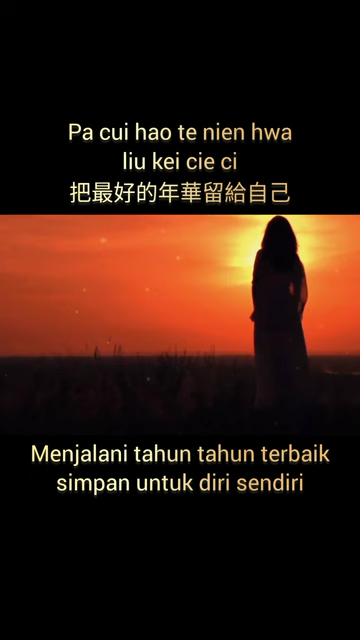 Pa cui hao te nien hwa
liu kei cie ci
把最好的年華留給自己
Menjalani tahun tahun terbaik
simpan untuk diri sendiri